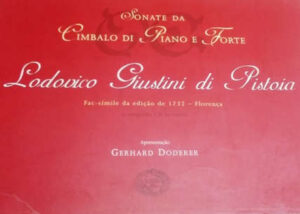 Sonate da
Cimbalo di Piano e Forte
Lodovico Giustini di Pistoia
Fac-símile da edição de 1732 – Florença
Apresentação
Gerhard Doderer